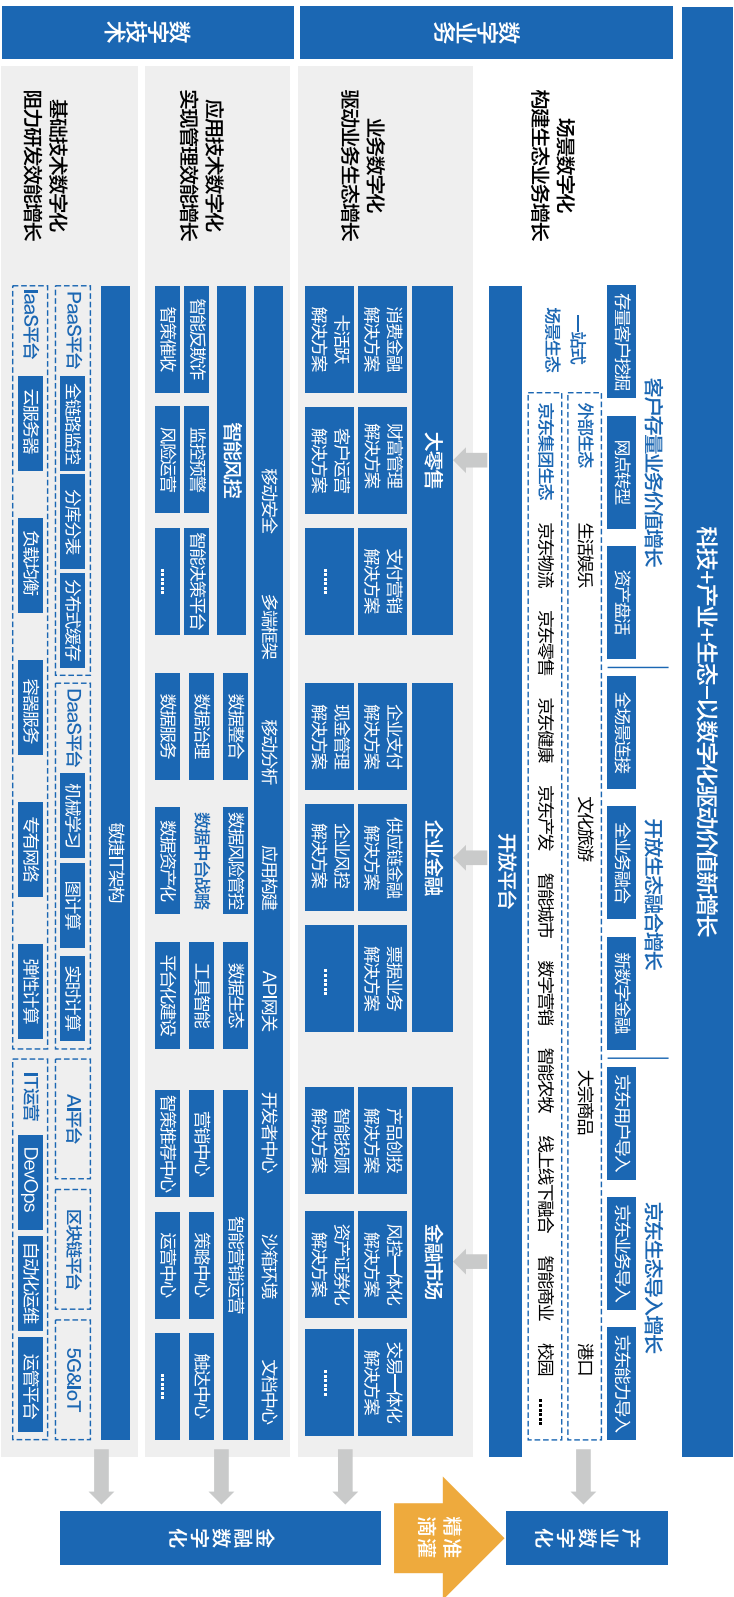 科技+产业+生态—以数字化驱动价值新增长
数字业务
数字技术
场景数字化
构建生态业务增长
客户存量业务价值增长
开放生态融合增长
京东生态导入增长
存量客户挖掘
网点转型
资产盘活
全场景连接
全业务融合
新数字金融
京东用户导入
京东业务导入
京东能力导入
一站式
场景生态
外部生态
生活娱乐
文化旅游
大宗商品
港口
京东集团生态
京东物流
京东零售
京东健康
京东产发
智能城市
数字营销
智能农牧
线上线下融合
智能商业
校园
……
开放平台
业务数字化
驱动业务生态增长
大零售
企业金融
金融市场
消费金融
解决方案
财富管理
解决方案
支付营销
解决方案
企业支付
解决方案
供应链金融
解决方案
票据业务
解决方案
产品创投
解决方案
风控一体化
解决方案
交易一体化
解决方案
卡活跃
解决方案
客户运营
解决方案
……
现金管理
解决方案
企业风控
解决方案
……
智能投顾
解决方案
资产证券化
解决方案
……
应用技术数字化
实现管理效能增长
移动安全
多端框架
移动分析
应用构建
API网关
开发者中心
沙箱环境
文档中心
智能风控
数据整合
数据风险管控
数据生态
智能营销运营
智能反欺诈
监控预警
智能决策平台
数据治理
数据中台战略
工具智能
营销中心
策略中心
触达中心
智策催收
风险运营
……
数据服务
数据资产化
平台化建设
智策推荐中心
运营中心
……
基础技术数字化
阻力研发效能增长
敏捷IT架构
PaaS平台
全链路监控
分库分表
分布式缓存
DaaS平台
机械学习
图计算
实时计算
AI平台
区块链平台
5G&IoT
IaaS平台
云服务器
负载均衡
容器服务
专有网络
弹性计算
IT运营
DevOps
自动化运维
运管平台
产业数字化
精准
滴灌
金融数字化